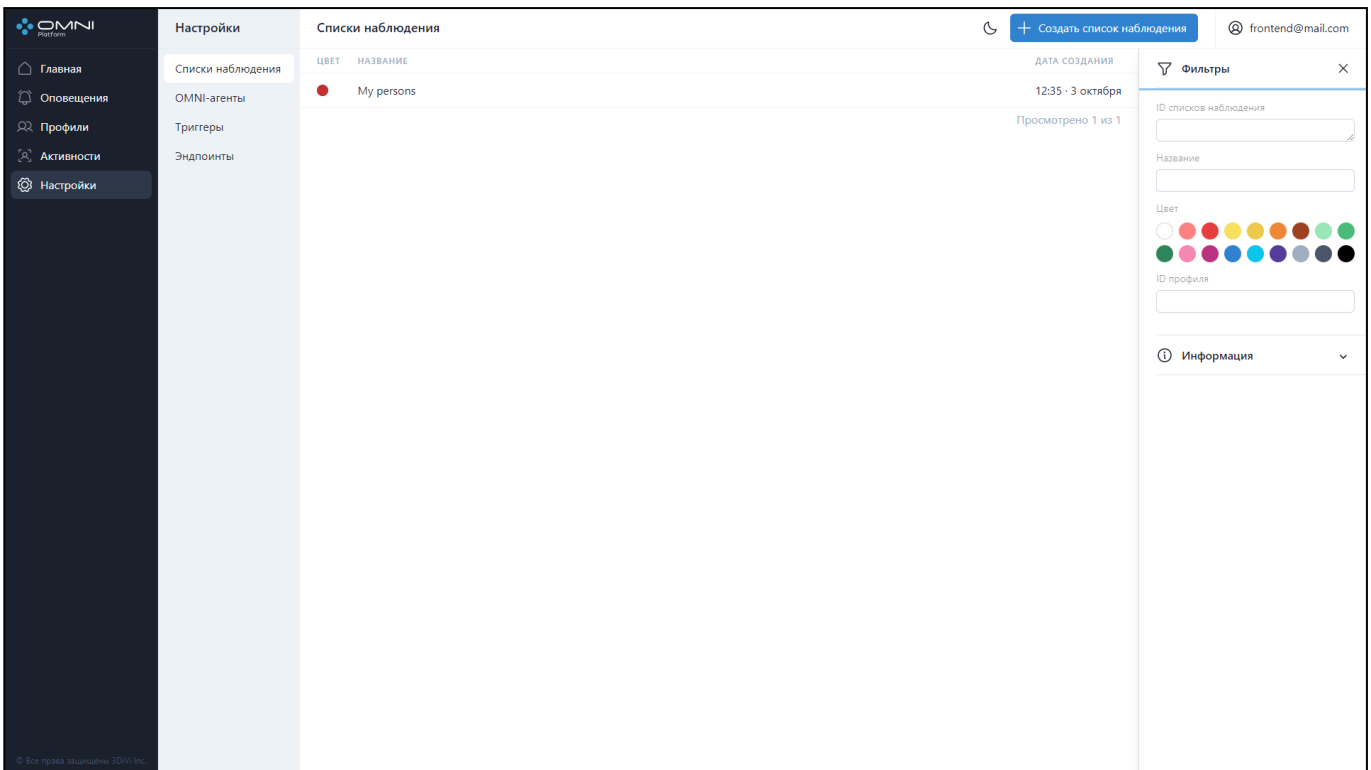 OMNI
Platform
Главная
Оповещения
Профили
Активности
Настройки
© Все права защищены 3DiVi Inc.
Настройки
Списки наблюдения
OMNI-агенты
Триггеры
Эндпоинты
Списки наблюдения
Создать список наблюдения
frontend@mail.com
ЦВЕТ НАЗВАНИЕ ДАТА СОЗДАНИЯ
My persons 12:35 · 3 октября
Просмотрено 1 из 1
Фильтры
ID списков наблюдения
Название
Цвет
ID профиля
Информация